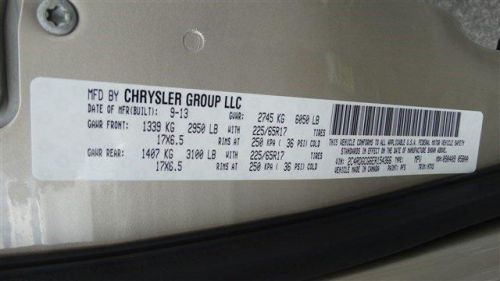 MFD BY CHRYSLER GROUP LLC
DATE OF MFR(BUILT): 9-13 GVWR: 2745 KG 6050 LB
GAWR FRONT: 1339 KG 2950 LB WITH 225/65R17 TIRES
17X6.5 RIMS AT 250 KPA ( 36 PSI) COLD
GAWR REAR: 1407 KG 3100 LB WITH 225/65R17 TIRES
17X6.5 RIMS AT 250 KPA ( 36 PSI) COLD
THIS VEHICLE CONFORMS TO ALL APPLICABLE U.S.A. FEDERAL MOTOR VEHICLE SAFETY
STANDARDS IN EFFECT ON THE DATE OF MANUFACTURE SHOWN ABOVE.
VIN: TYPE: MPV
VEHICLE MADE IN CANADA PAINT: TRIM: